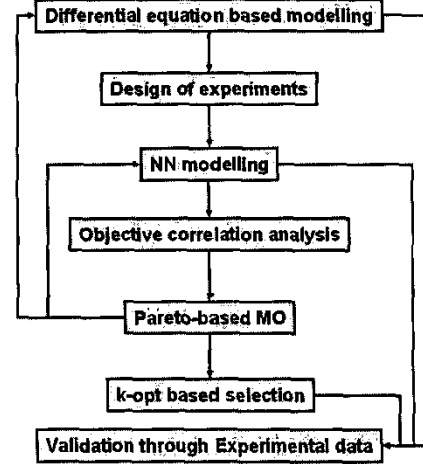 Differential equation based modelling
Design of experiments
NN modelling
Objective correlation analysis
Pareto-based MO
k-opt based selection
Validation through Experimental data